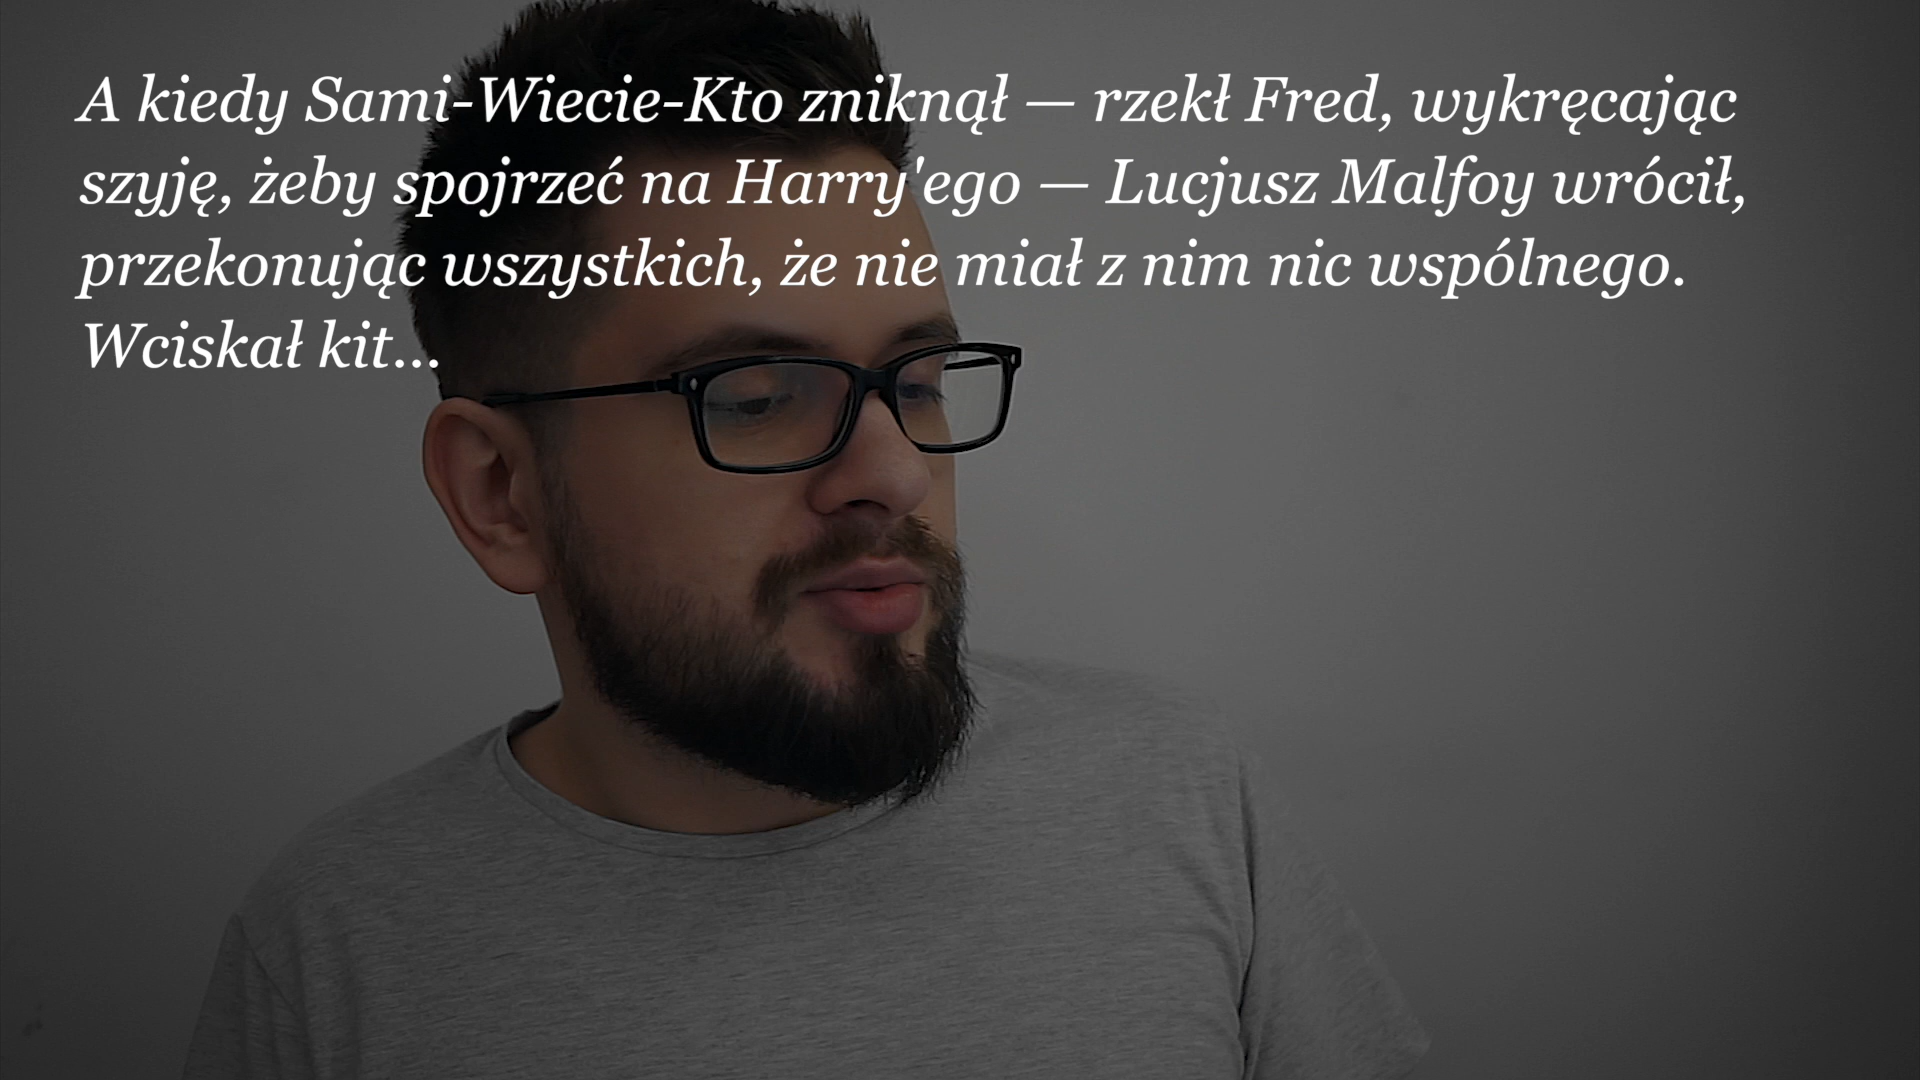 A kiedy Sami-Wiecie-Kto zniknął — rzekł Fred, wykręcając
szyję, żeby spojrzeć na Harry'ego — Lucjusz Malfoy wrócił,
przekonując wszystkich, że nie miał z nim nic wspólnego.
Wciskał kit...